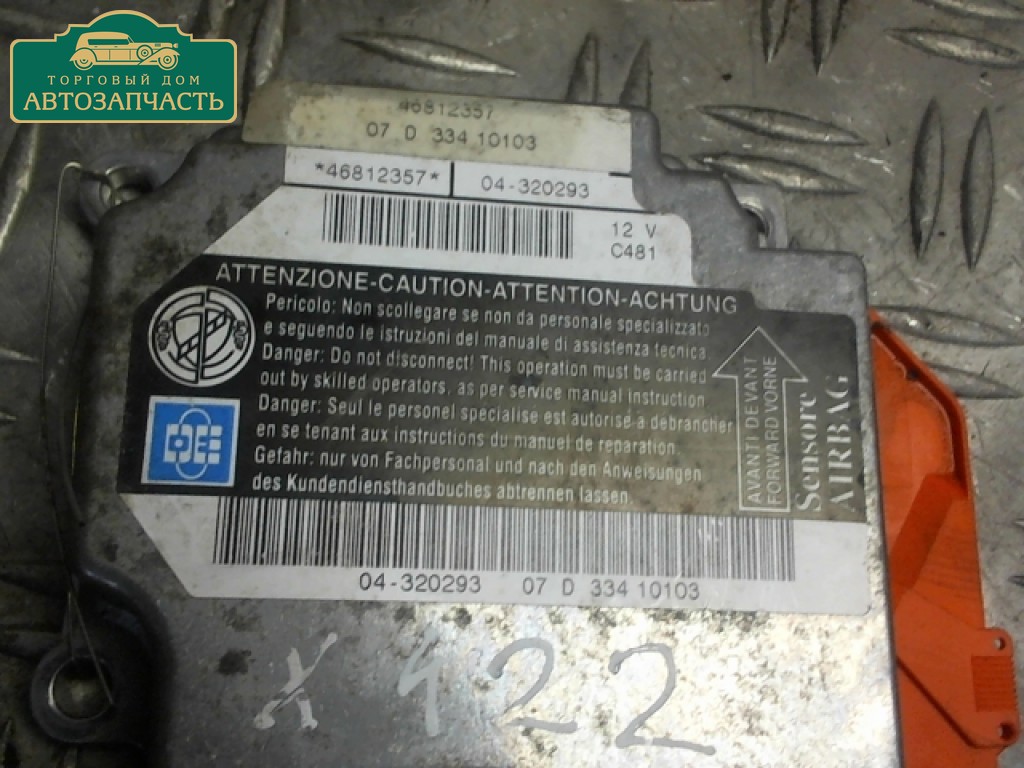 ТОРГОВЫЙ ДОМ
АВТОЗАПЧАСТЬ
46812357
07 D 334 10103
*46812357*
04-320293
12 V
C481
ATTENZIONE-CAUTION-ATTENTION-ACHTUNG
Pericolo: Non scollegare se non da personale specializzato
e seguendo le istruzioni del manuale di assistenza tecnica.
Danger: Do not disconnect! This operation must be carried
out by skilled operators, as per service manual instruction.
Danger: Seul le personel specialise est autorise a debrancher
en se tenant aux instructions du manuel de reparation.
Gefahr: nur von Fachpersonal und nach den Anweisungen
des Kundendiensthandbuches abtrennen lassen.
AVANTI DEVANT
FORWARD VORNE
Sensore
AIRBAG
04-320293 07 D 334 10103
X 422